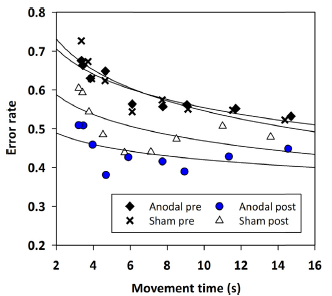 0.8
0.7
0.6
0.5
0.4
0.3
0.2
Error rate
Anodal pre Anodal post
Sham pre Sham post
2 4 6 8 10 12 14 16
Movement time (s)